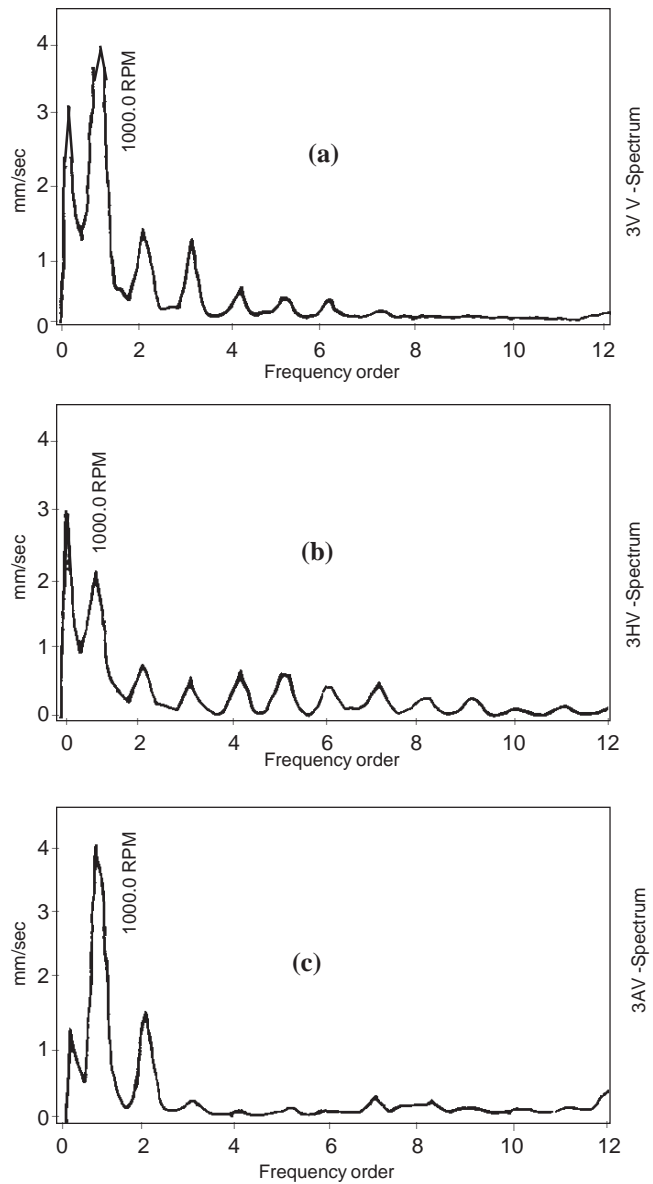 4
3
2
1
0
mm/sec
1000.0 RPM
(a)
3V V -Spectrum
0 2 4 6 8 10 12
Frequency order
4
3
2
1
0
mm/sec
1000.0 RPM
(b)
3HV -Spectrum
0 2 4 6 8 10 12
Frequency order
4
3
2
1
0
mm/sec
1000.0 RPM
(c)
3AV -Spectrum
0 2 4 6 8 10 12
Frequency order